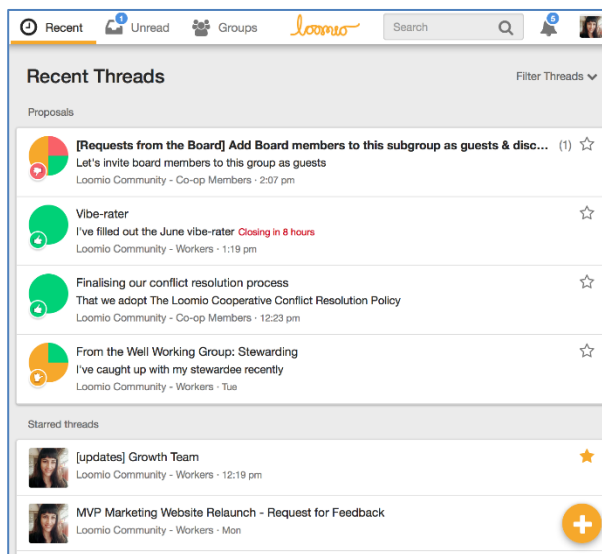 Recent 1 Unread Groups loomio Search 5
Recent Threads Filter Threads
Proposals
[Requests from the Board] Add Board members to this subgroup as guests & disc... (1)
Let's invite board members to this group as guests
Loomio Community - Co-op Members · 2:07 pm
Vibe-rater
I've filled out the June vibe-rater Closing in 8 hours
Loomio Community - Workers · 1:19 pm
Finalising our conflict resolution process
That we adopt The Loomio Cooperative Conflict Resolution Policy
Loomio Community - Co-op Members · 12:23 pm
From the Well Working Group: Stewarding
I've caught up with my stewardee recently
Loomio Community - Workers · Tue
Starred threads
[updates] Growth Team
Loomio Community - Workers · 12:19 pm
MVP Marketing Website Relaunch - Request for Feedback
Loomio Community - Workers · Mon